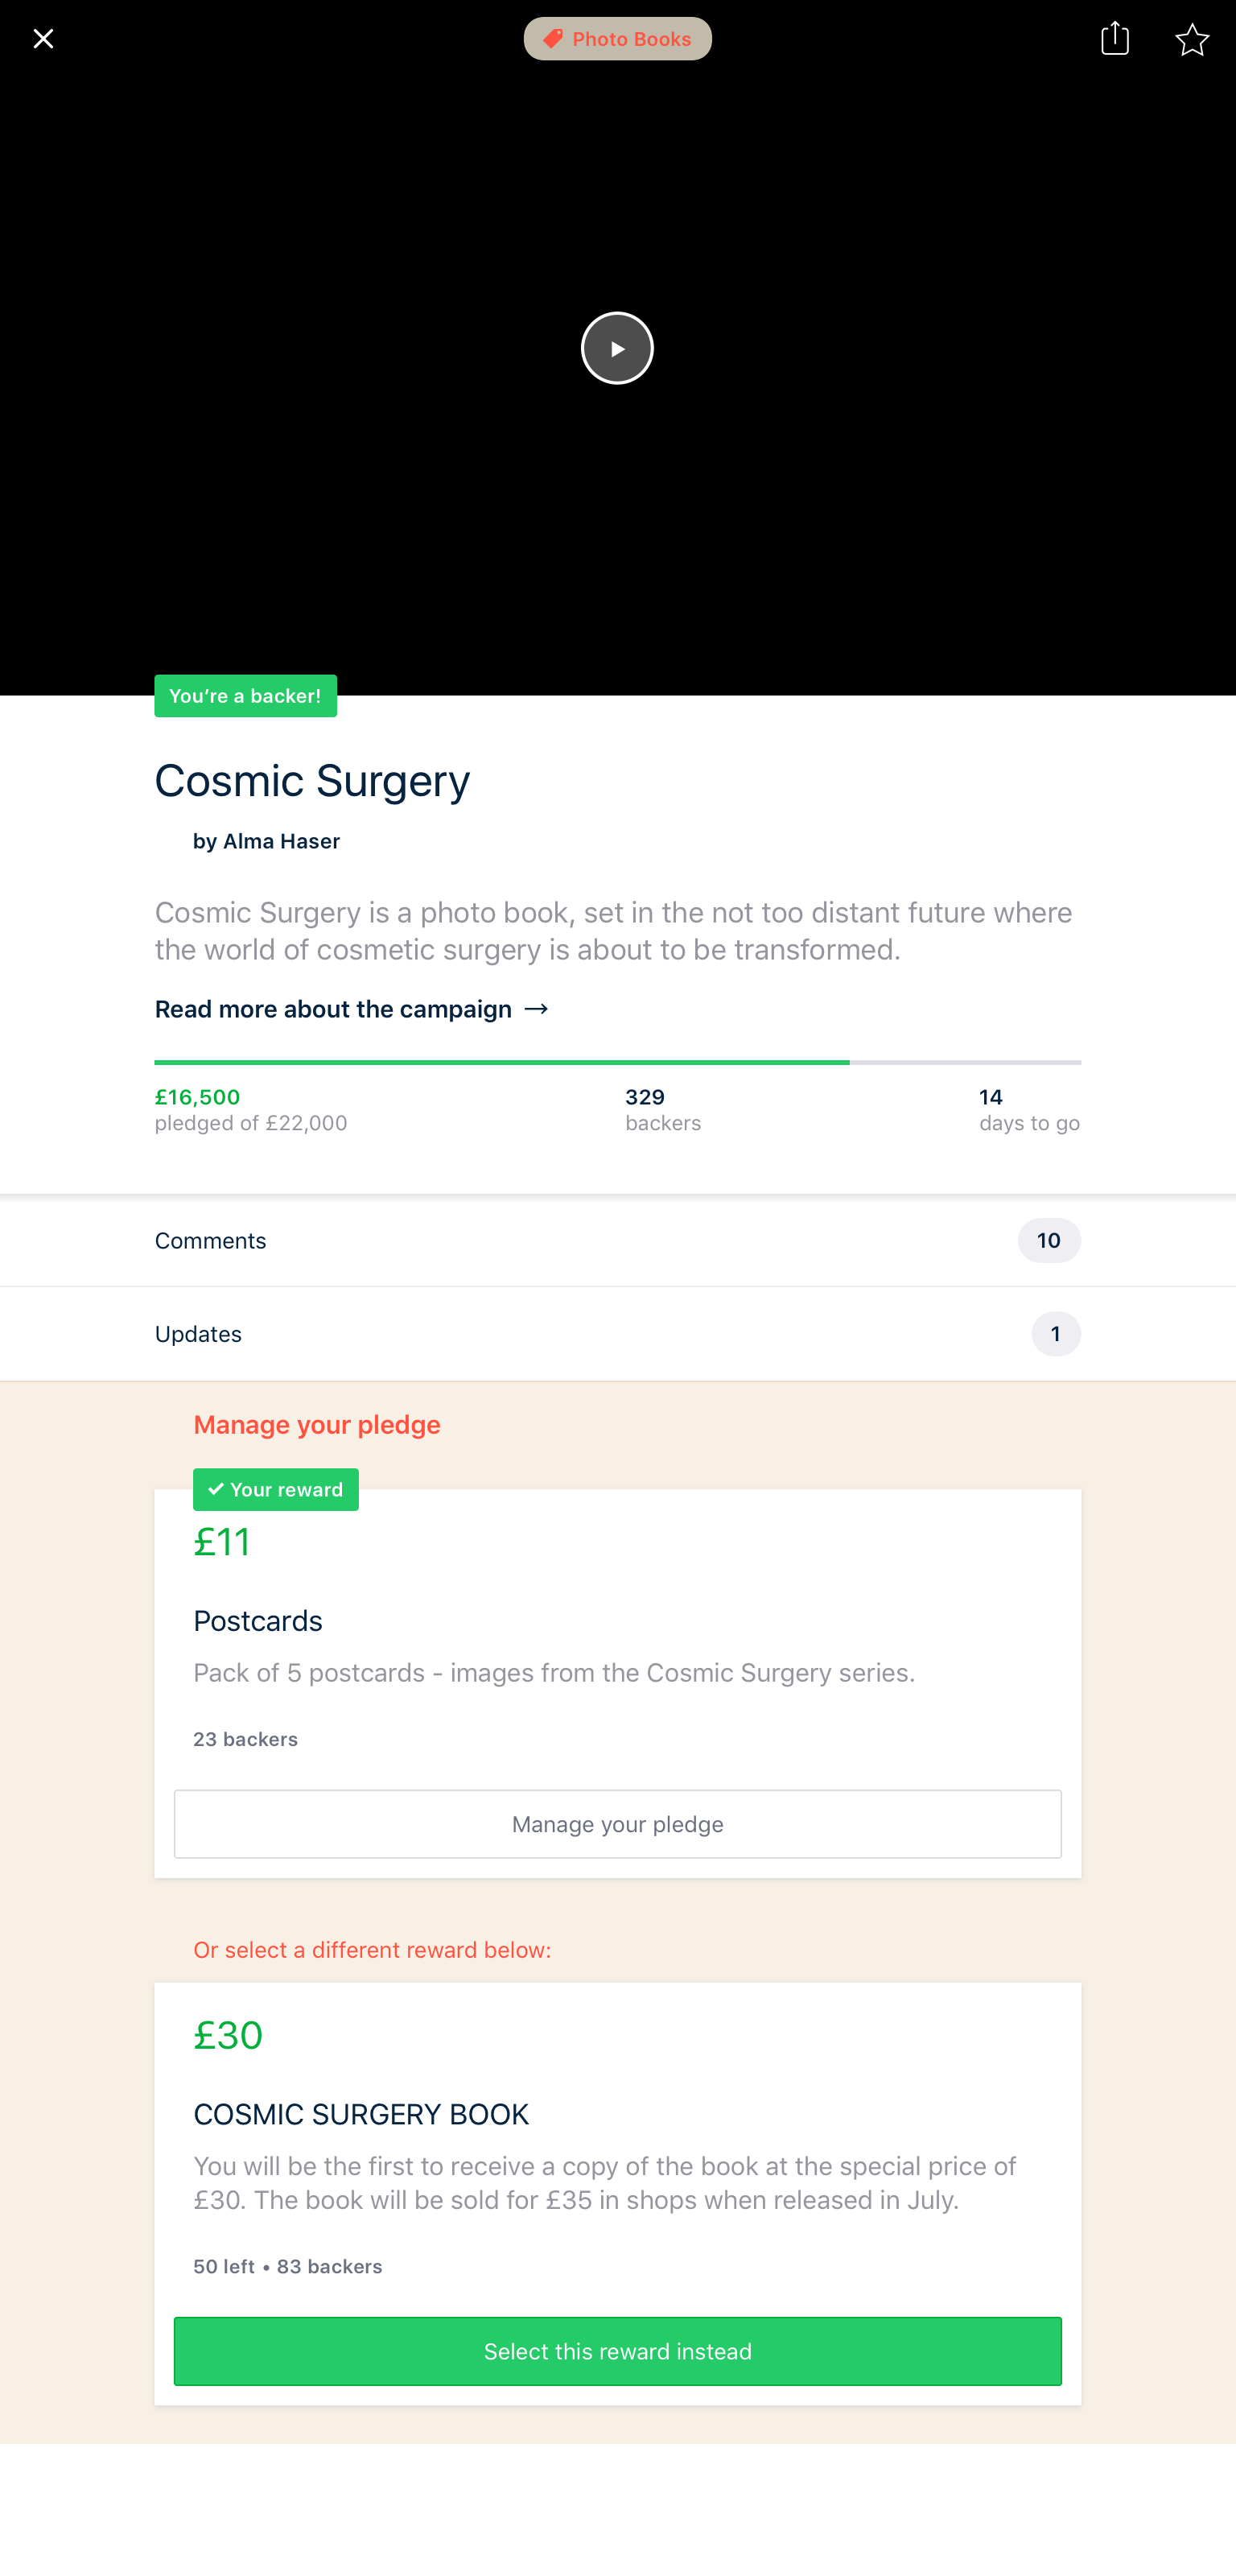 Photo Books
You’re a backer!
Cosmic Surgery
by Alma Haser
Cosmic Surgery is a photo book, set in the not too distant future where
the world of cosmetic surgery is about to be transformed.
Read more about the campaign →
£16,500
pledged of £22,000
329
backers
14
days to go
Comments
10
Updates
1
Manage your pledge
Your reward
£11
Postcards
Pack of 5 postcards - images from the Cosmic Surgery series.
23 backers
Manage your pledge
Or select a different reward below:
£30
COSMIC SURGERY BOOK
You will be the first to receive a copy of the book at the special price of
£30. The book will be sold for £35 in shops when released in July.
50 left • 83 backers
Select this reward instead